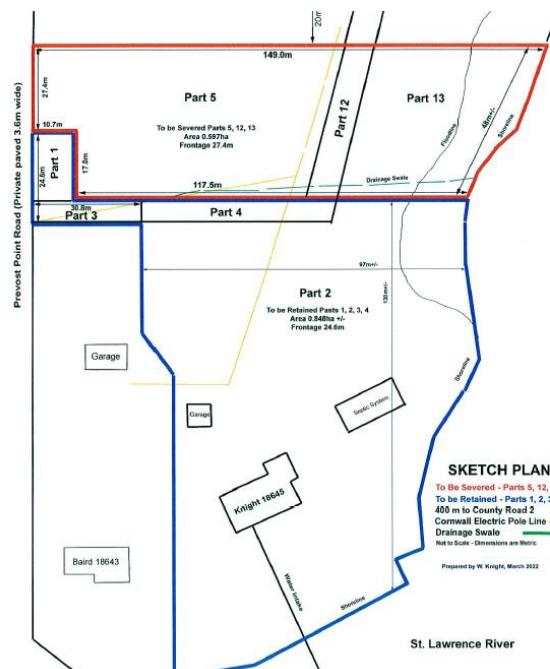 20m
149.0m
27.4m
Part 5
Part 12
Part 13
48m+/-
Shoreline
Floodline
To be Severed Parts 5, 12, 13
Area 0.597ha
Frontage 27.4m
10.7m
Part 1
17.0m
24.6m
Drainage Swale
117.5m
30.8m
Part 3
Part 4
Prevost Point Road (Private paved 3.6m wide)
97m+/-
Part 2
To be Retained Pasts 1, 2, 3, 4
Area 0.848ha +/-
Frontage 24.6m
130m+/-
Garage
Garage
Septic System
Shoreline
Knight 18645
Baird 18643
Water Intake
Shoreline
SKETCH PLAN
To Be Severed - Parts 5, 12,
To be Retained - Parts 1, 2, 3
400 m to County Road 2
Cornwall Electric Pole Line
Drainage Swale
Not to Scale - Dimensions are Metric
Prepared by W. Knight, March 2022
St. Lawrence River